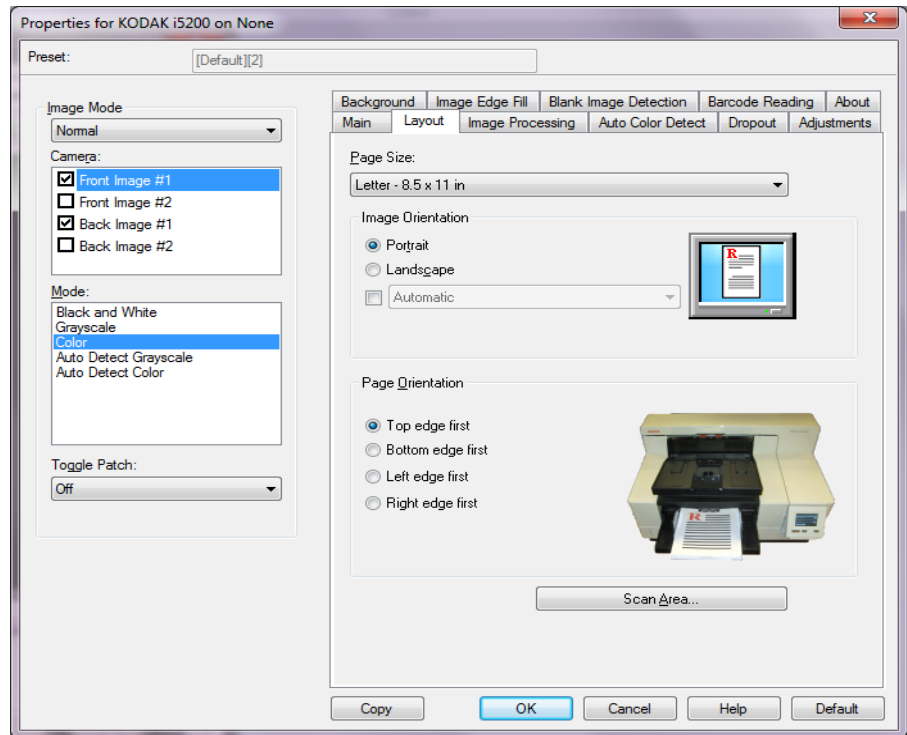 Properties for KODAK i5200 on None
Preset:
[Default][2]
Image Mode
Normal
Camera:
Front Image #1
Front Image #2
Back Image #1
Back Image #2
Mode:
Black and White
Grayscale
Color
Auto Detect Grayscale
Auto Detect Color
Toggle Patch:
Off
Background
Image Edge Fill
Blank Image Detection
Barcode Reading
About
Main
Layout
Image Processing
Auto Color Detect
Dropout
Adjustments
Page Size:
Letter - 8.5 x 11 in
Image Orientation
Portrait
Landscape
Automatic
R
Page Orientation
Top edge first
Bottom edge first
Left edge first
Right edge first
R
Scan Area...
Copy
OK
Cancel
Help
Default